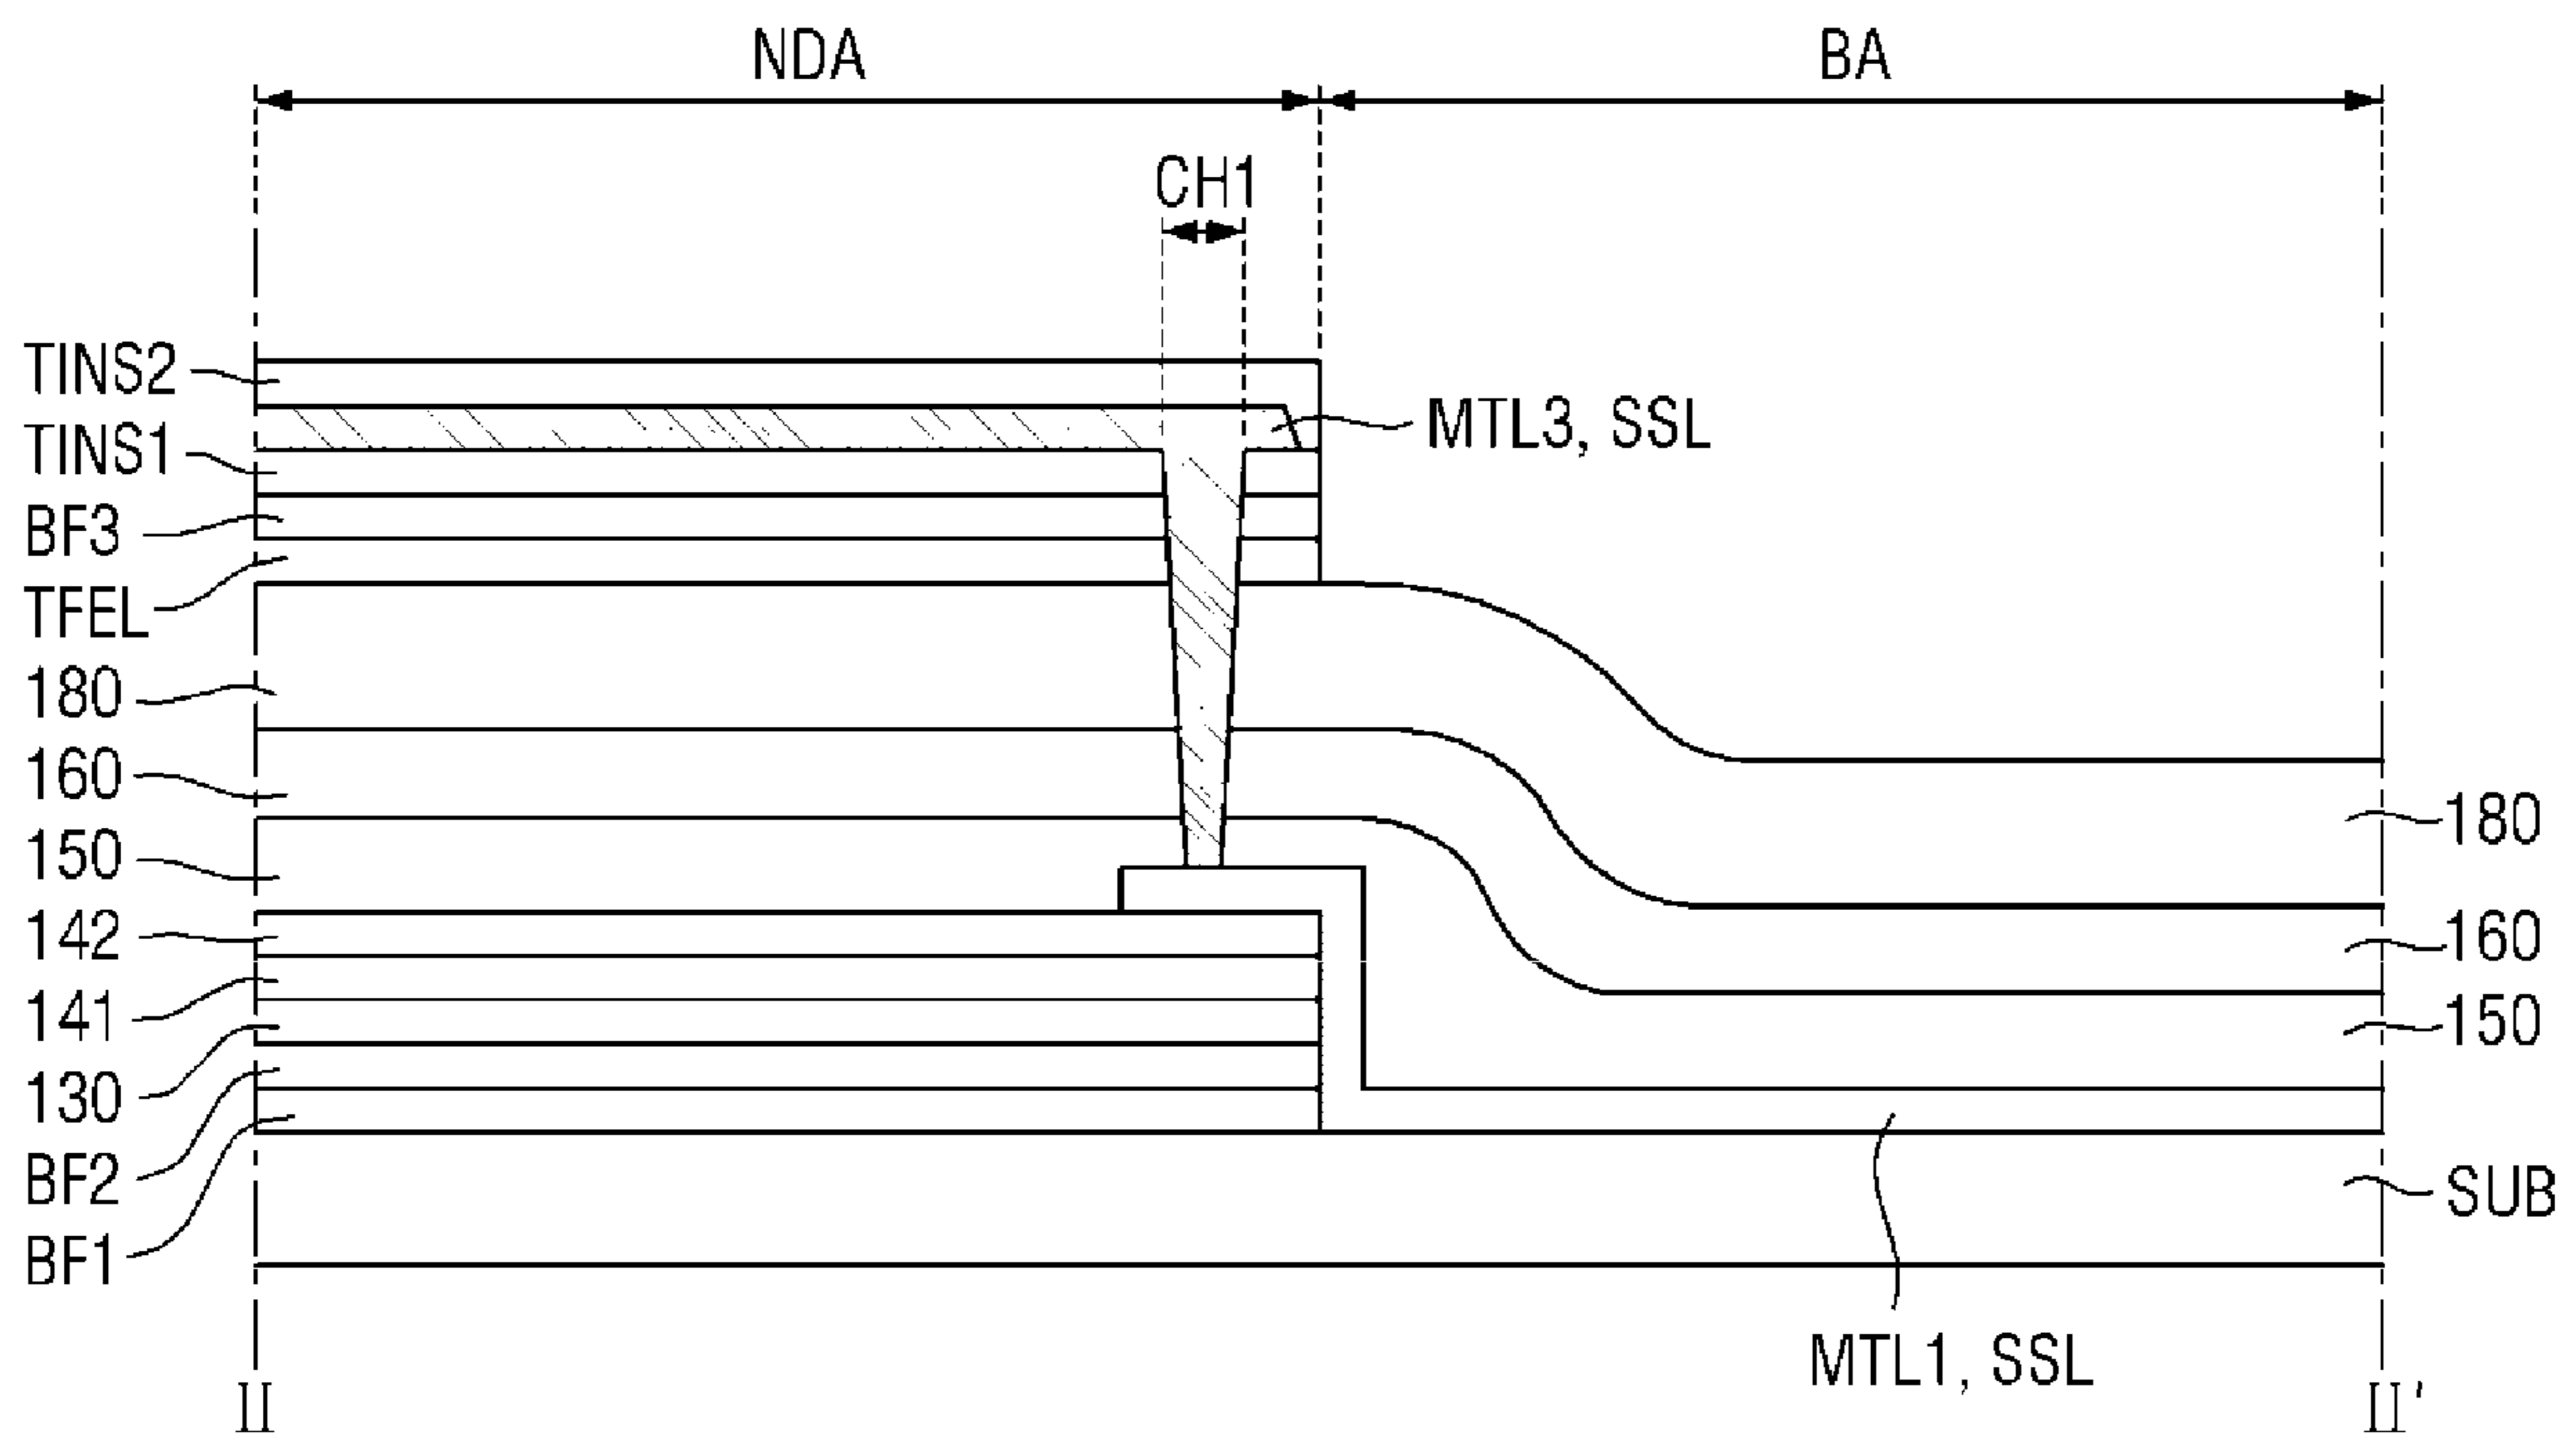 NDA BA
CH1
TINS2
MTL3, SSL
TINS1
BF3
TFEL
180
160
180
150
142
160
141
150
130
BF2
SUB
BF1
MTL1, SSL
II II'